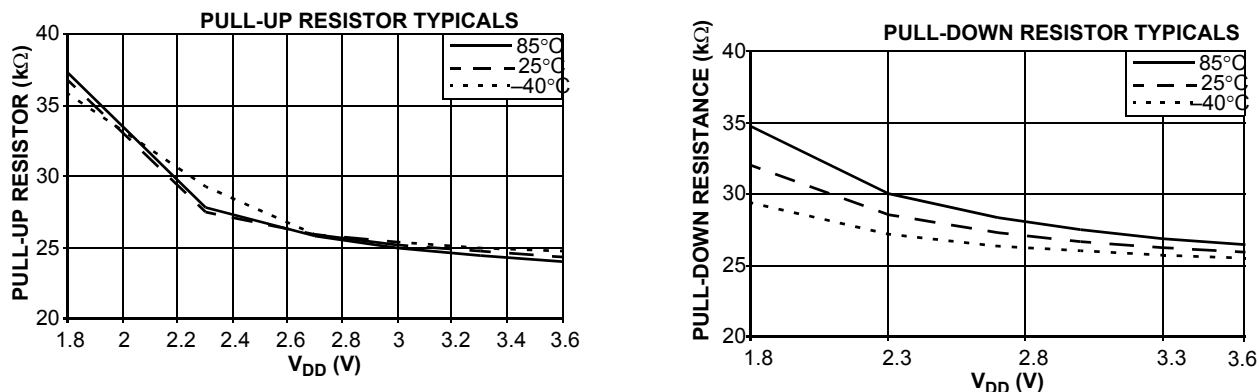 PULL-UP RESISTOR TYPICALS
PULL-UP RESISTOR (kΩ)
40
35
30
25
20
85°C
25°C
–40°C
1.8 2 2.2 2.4 2.6 2.8 3 3.2 3.4 3.6
VDD (V)
PULL-DOWN RESISTOR TYPICALS
PULL-DOWN RESISTANCE (kΩ)
40
35
30
25
20
85°C
25°C
–40°C
1.8 2.3 2.8 3.3 3.6
VDD (V)